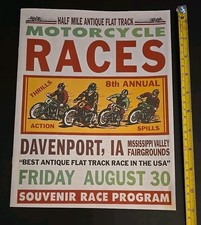 HALF MILE ANTIQUE FLAT TRACK
MOTORCYCLE
RACES
8th ANNUAL
THRILLS
ACTION
SPILLS
DAVENPORT, IA
MISSISSIPPI VALLEY
FAIRGROUNDS
"BEST ANTIQUE FLAT TRACK RACE IN THE USA"
FRIDAY AUGUST 30
SOUVENIR RACE PROGRAM